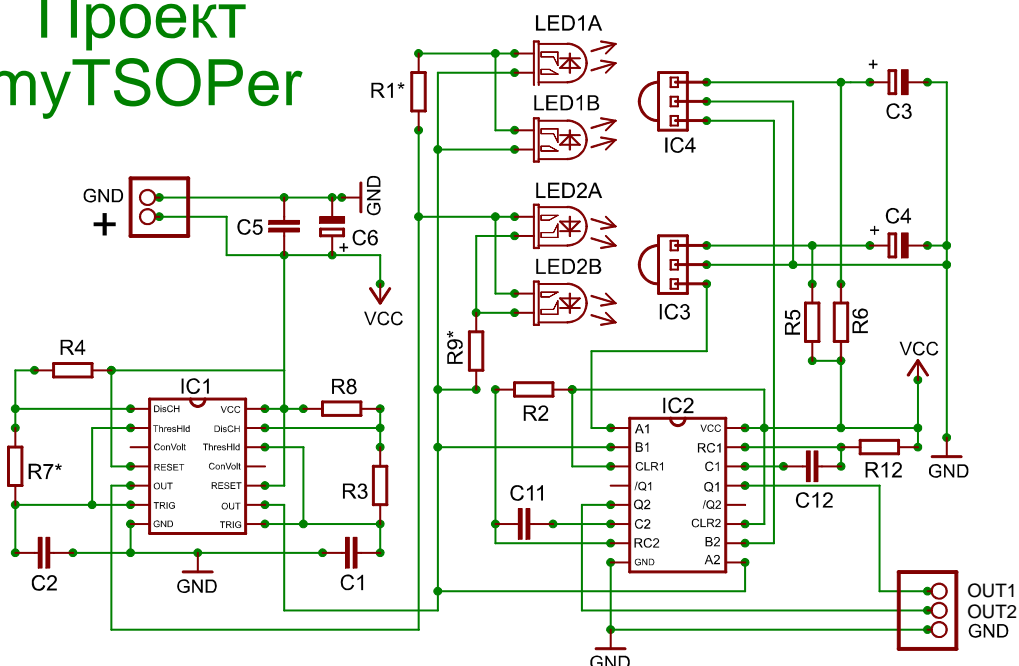 Проект
myTSOPer
LED1A
R1*
LED1B
+
C3
IC4
GND
+
C5
C6
+
GND
LED2A
LED2B
+
C4
IC3
VCC
R9*
R5
R6
VCC
R4
IC1
R8
R2
IC2
DisCH
VCC
ThresHld
DisCH
ConVolt
ThresHld
RESET
ConVolt
OUT
RESET
TRIG
OUT
GND
TRIG
R7*
R3
C2
GND
C1
A1
VCC
B1
RC1
CLR1
C1
/Q1
Q1
Q2
/Q2
C2
CLR2
RC2
B2
GND
A2
C11
C12
R12
GND
OUT1
OUT2
GND
GND